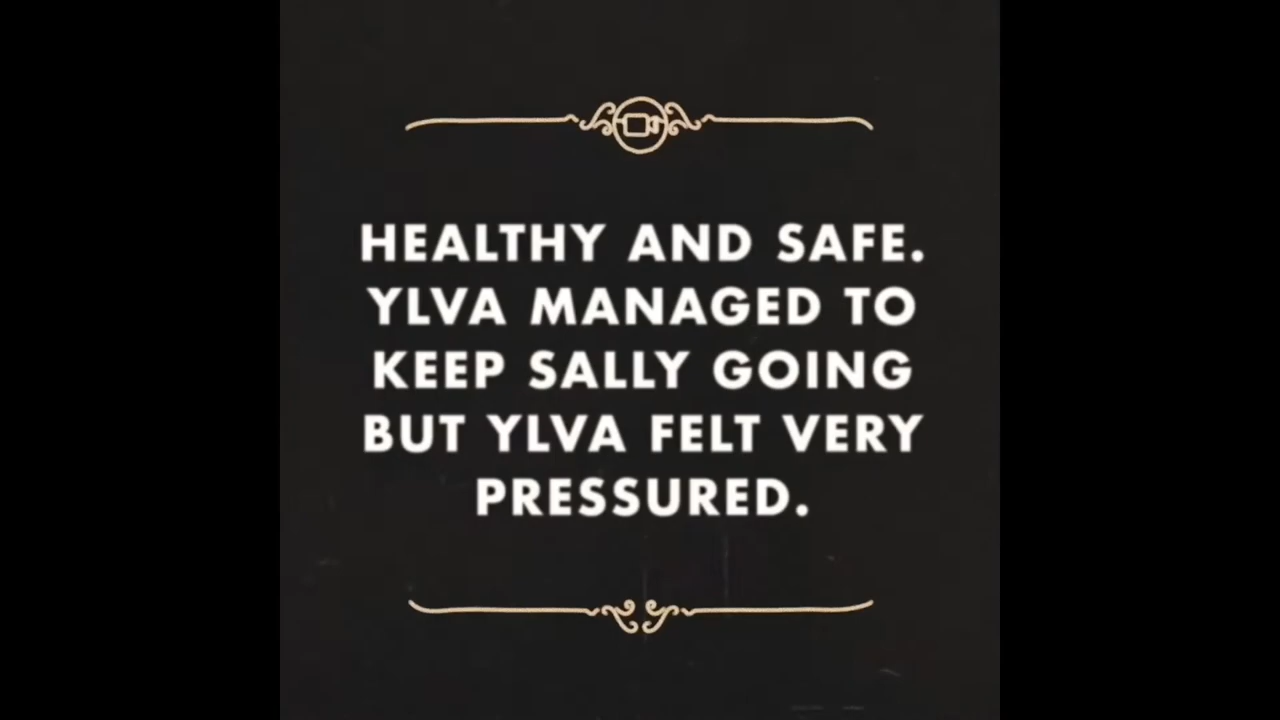 HEALTHY AND SAFE.
YLVA MANAGED TO
KEEP SALLY GOING
BUT YLVA FELT VERY
PRESSURED.